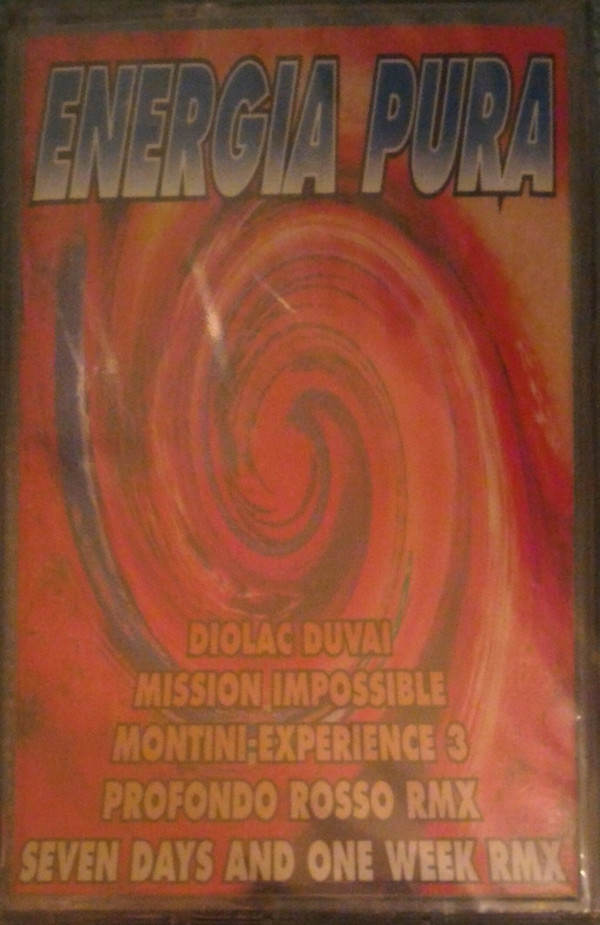 ENERGIA PURA
DIOLAC DUVAI
MISSION IMPOSSIBLE
MONTINI;EXPERIENCE 3
PROFONDO ROSSO RMX
SEVEN DAYS AND ONE WEEK RMX